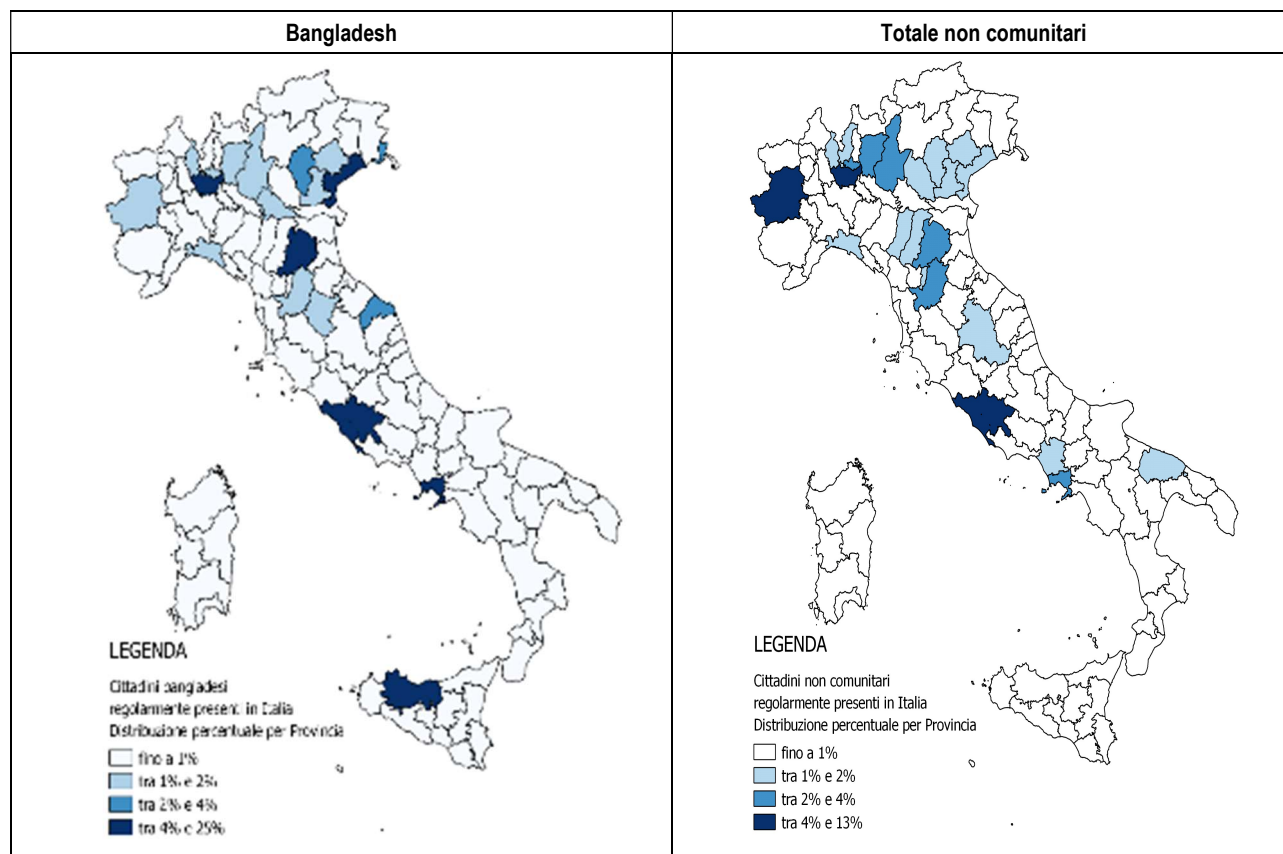 Bangladesh
Totale non comunitari
LEGENDA
Cittadini bangladesi
regolarmente presenti in Italia
Distribuzione percentuale per Provincia
fino a 1%
tra 1% e 2%
tra 2% e 4%
tra 4% e 25%
LEGENDA
Cittadini non comunitari
regolarmente presenti in Italia
Distribuzione percentuale per Provincia
fino a 1%
tra 1% e 2%
tra 2% e 4%
tra 4% e 13%